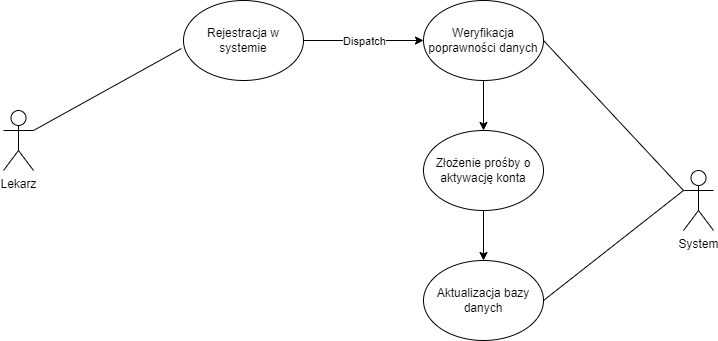 Rejestracja w
systemie
Dispatch
Weryfikacja
poprawności danych
Lekarz
Złożenie prośby o
aktywację konta
System
Aktualizacja bazy
danych